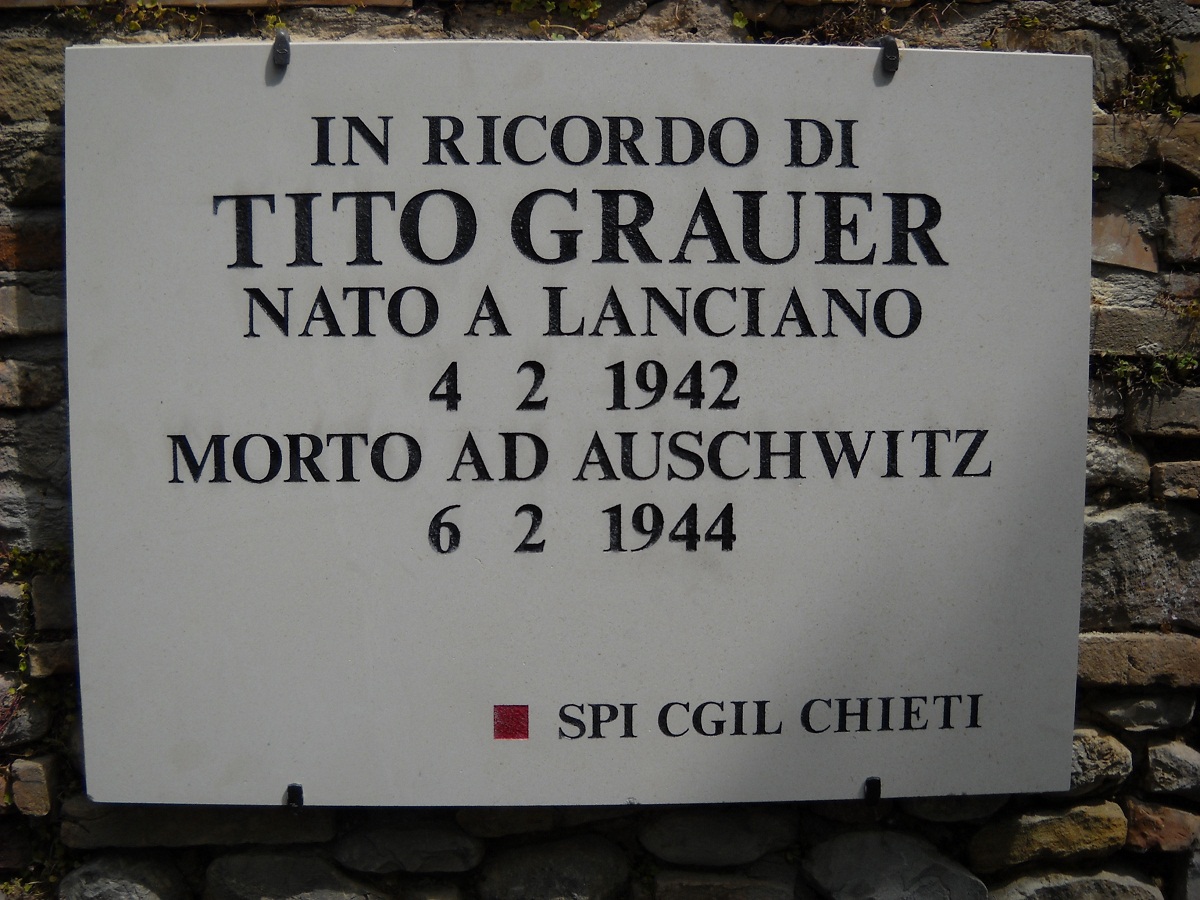 IN RICORDO DI
TITO GRAUER
NATO A LANCIANO
4 2 1942
MORTO AD AUSCHWITZ
6 2 1944
SPI CGIL CHIETI